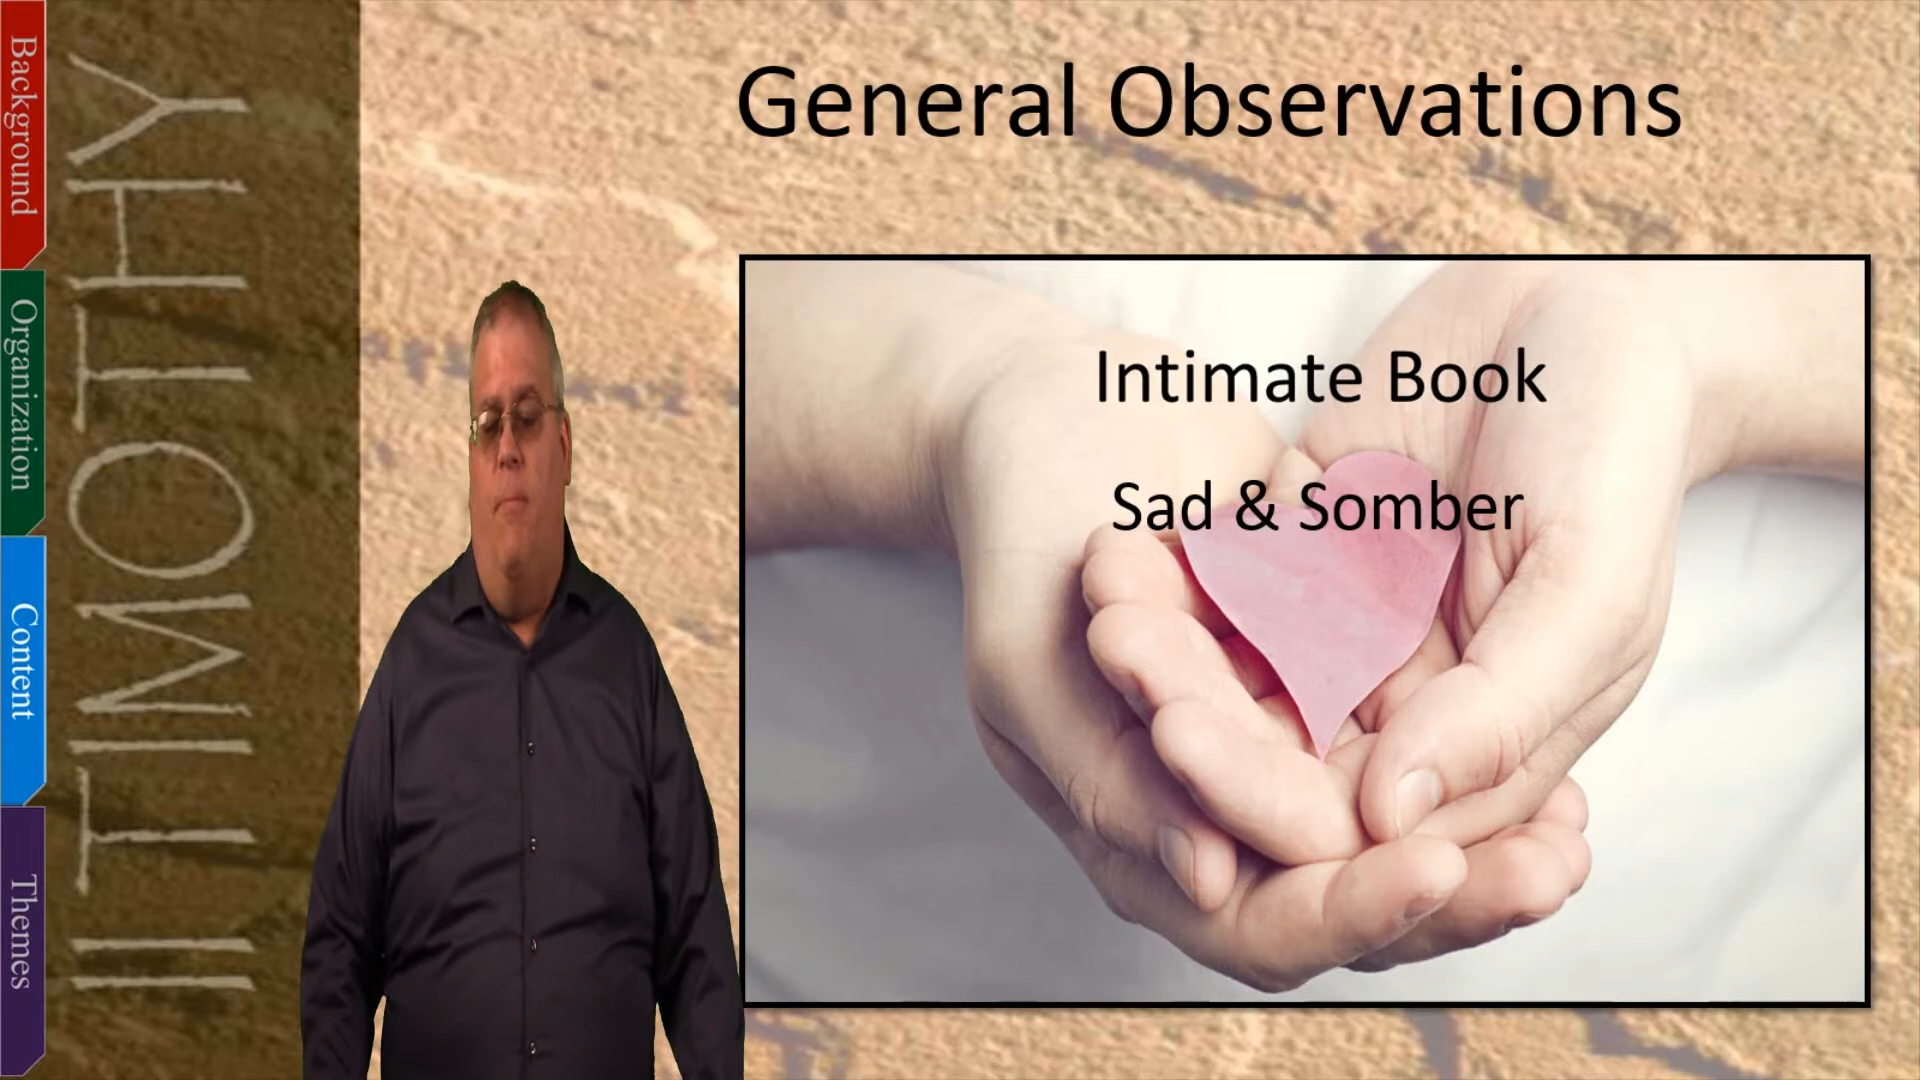 Background
Organization
Content
Themes
II TIMOTHY
General Observations
Intimate Book
Sad & Somber